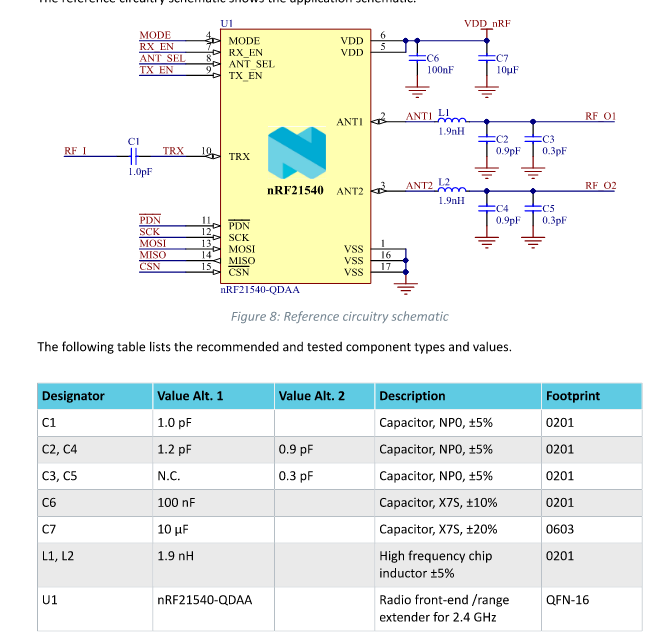 The reference circuitry schematic shows the application schematic.
U1
VDD_nRF
MODE 4 MODE VDD 6
RX_EN 7 RX_EN VDD 5
ANT_SEL 8 ANT_SEL
TX_EN 9 TX_EN
C6
100nF
C7
10µF
ANT1 2 ANT1 L1 RF_O1
1.9nH
C2
0.9pF
C3
0.3pF
RF_I C1 TRX 10 TRX
1.0pF
nRF21540
ANT2 3 ANT2 L2 RF_O2
1.9nH
C4
0.9pF
C5
0.3pF
PDN 11 PDN
SCK 12 SCK
MOSI 13 MOSI VSS 1
MISO 14 MISO VSS 16
CSN 15 CSN VSS 17
nRF21540-QDAA
Figure 8: Reference circuitry schematic
The following table lists the recommended and tested component types and values.
Designator Value Alt. 1 Value Alt. 2 Description Footprint
C1 1.0 pF Capacitor, NP0, ±5% 0201
C2, C4 1.2 pF 0.9 pF Capacitor, NP0, ±5% 0201
C3, C5 N.C. 0.3 pF Capacitor, NP0, ±5% 0201
C6 100 nF Capacitor, X7S, ±10% 0201
C7 10 µF Capacitor, X7S, ±20% 0603
L1, L2 1.9 nH High frequency chip 0201
inductor ±5%
U1 nRF21540-QDAA Radio front-end /range QFN-16
extender for 2.4 GHz